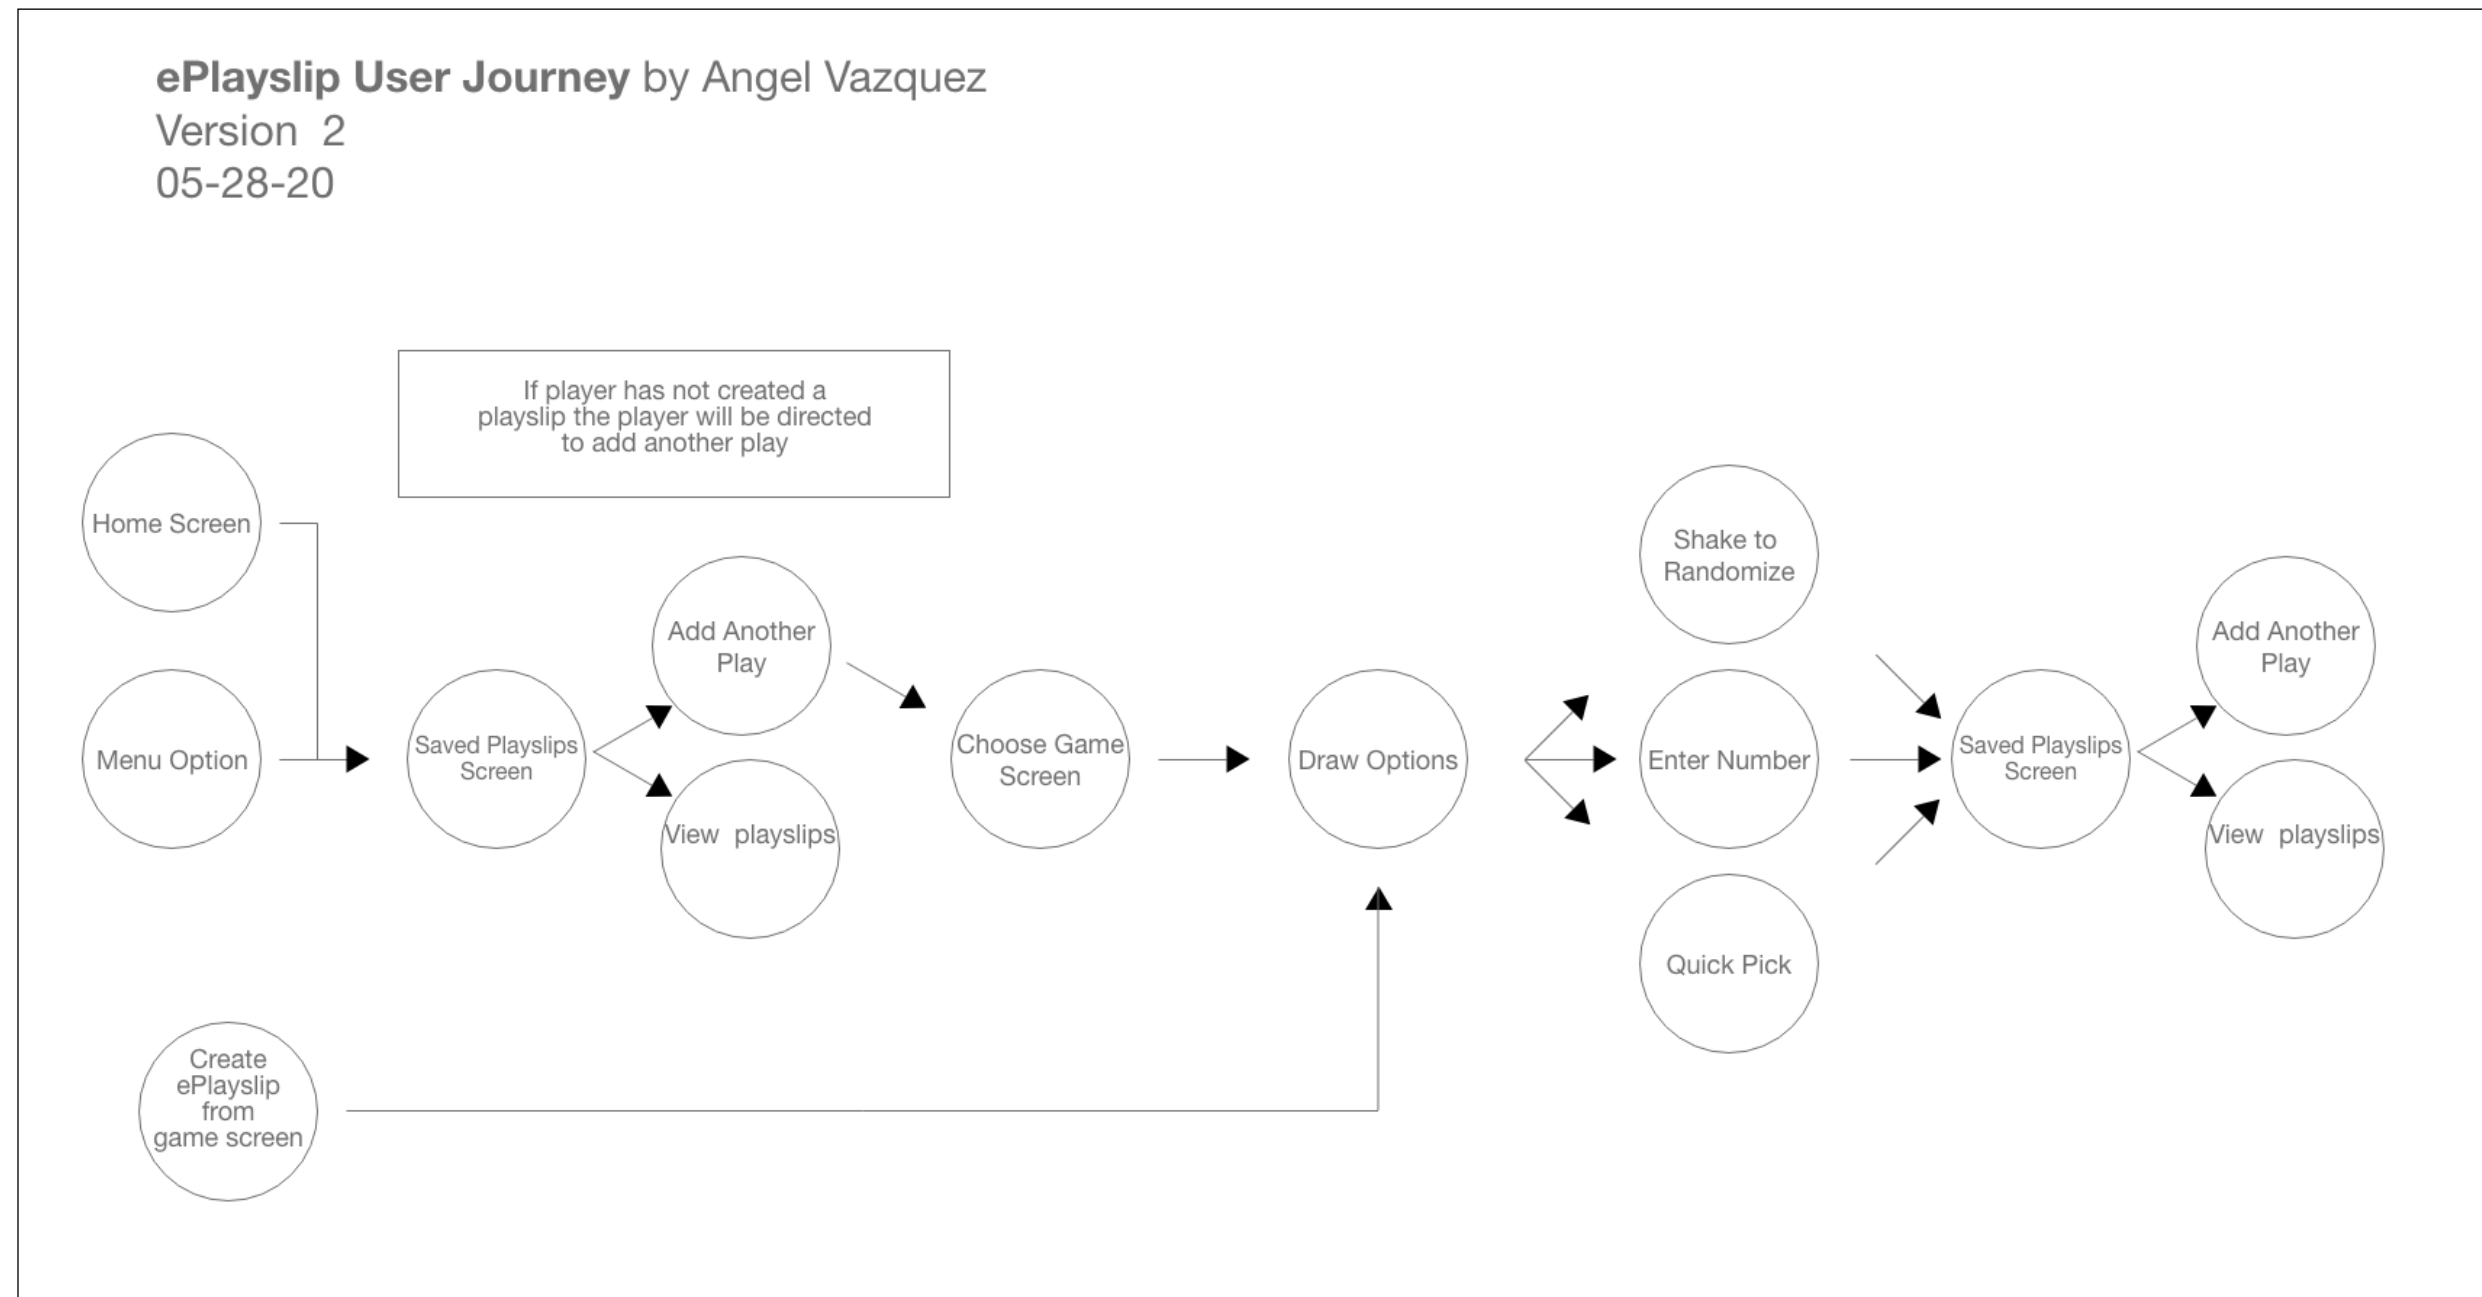 ePlayslip User Journey by Angel Vazquez
Version 2
05-28-20
If player has not created a
playslip the player will be directed
to add another play
Home Screen
Menu Option
Saved Playslips
Screen
Add Another
Play
View playslips
Choose Game
Screen
Draw Options
Shake to
Randomize
Enter Number
Quick Pick
Saved Playslips
Screen
Add Another
Play
View playslips
Create
ePlayslip
from
game screen